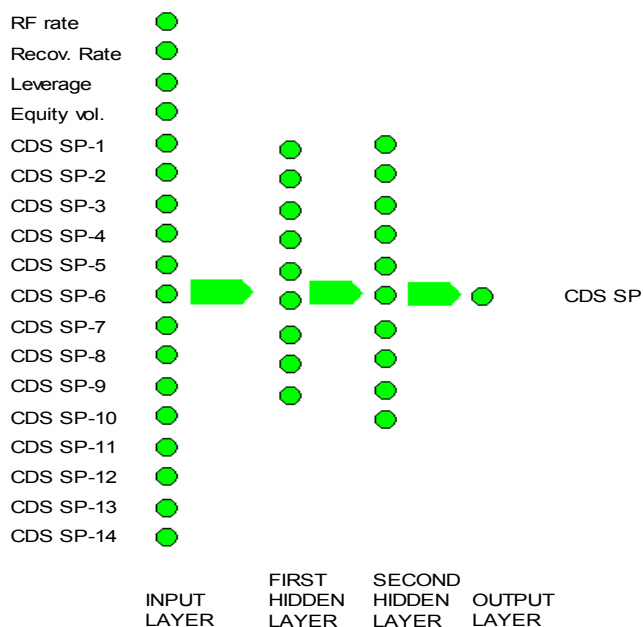 RF rate
Recov. Rate
Leverage
Equity vol.
CDS SP-1
CDS SP-2
CDS SP-3
CDS SP-4
CDS SP-5
CDS SP-6
CDS SP
CDS SP-7
CDS SP-8
CDS SP-9
CDS SP-10
CDS SP-11
CDS SP-12
CDS SP-13
CDS SP-14
INPUT
LAYER
FIRST
HIDDEN
LAYER
SECOND
HIDDEN
LAYER
OUTPUT
LAYER